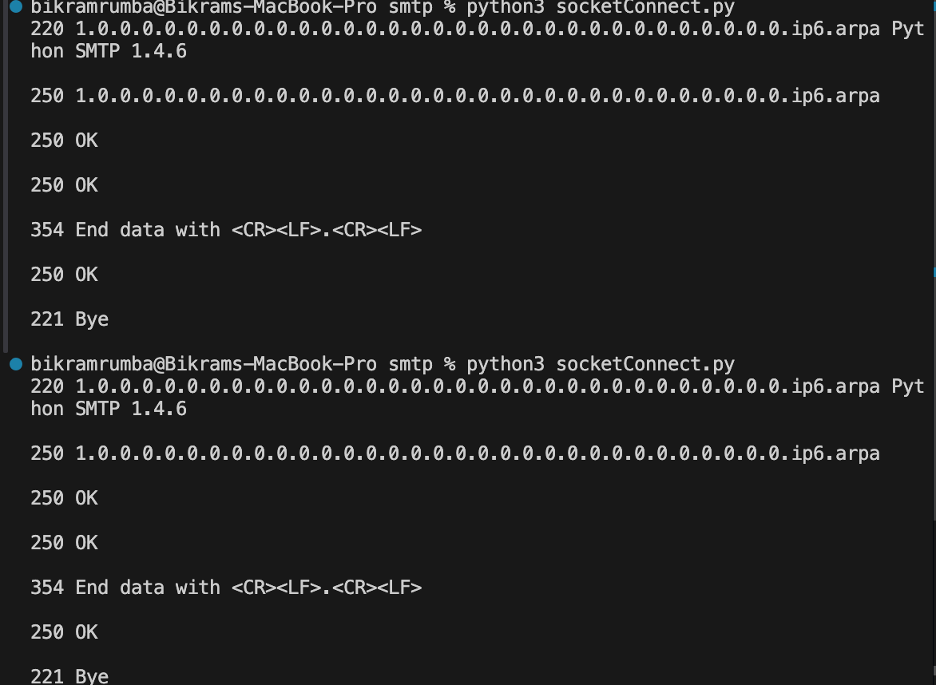 bikramrumba@Bikrams-MacBook-Pro smtp % python3 socketConnect.py
220 1.0.0.0.0.0.0.0.0.0.0.0.0.0.0.0.0.0.0.0.0.0.0.0.0.0.0.0.0.0.0.0.ip6.arpa Pyt
hon SMTP 1.4.6
250 1.0.0.0.0.0.0.0.0.0.0.0.0.0.0.0.0.0.0.0.0.0.0.0.0.0.0.0.0.0.0.0.ip6.arpa
250 OK
250 OK
354 End data with <CR><LF>.<CR><LF>
250 OK
221 Bye
bikramrumba@Bikrams-MacBook-Pro smtp % python3 socketConnect.py
220 1.0.0.0.0.0.0.0.0.0.0.0.0.0.0.0.0.0.0.0.0.0.0.0.0.0.0.0.0.0.0.0.ip6.arpa Pyt
hon SMTP 1.4.6
250 1.0.0.0.0.0.0.0.0.0.0.0.0.0.0.0.0.0.0.0.0.0.0.0.0.0.0.0.0.0.0.0.ip6.arpa
250 OK
250 OK
354 End data with <CR><LF>.<CR><LF>
250 OK
221 Bye